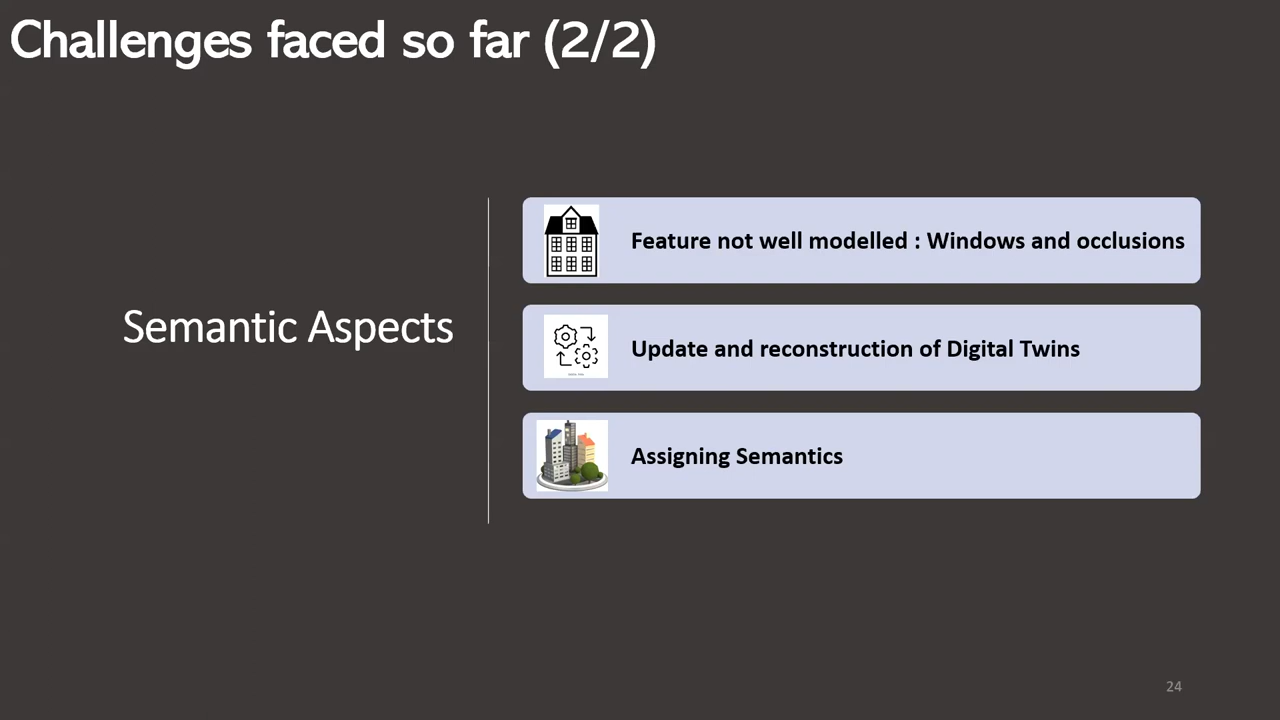 Challenges faced so far (2/2)
Semantic Aspects
Feature not well modelled : Windows and occlusions
Update and reconstruction of Digital Twins
Assigning Semantics
24